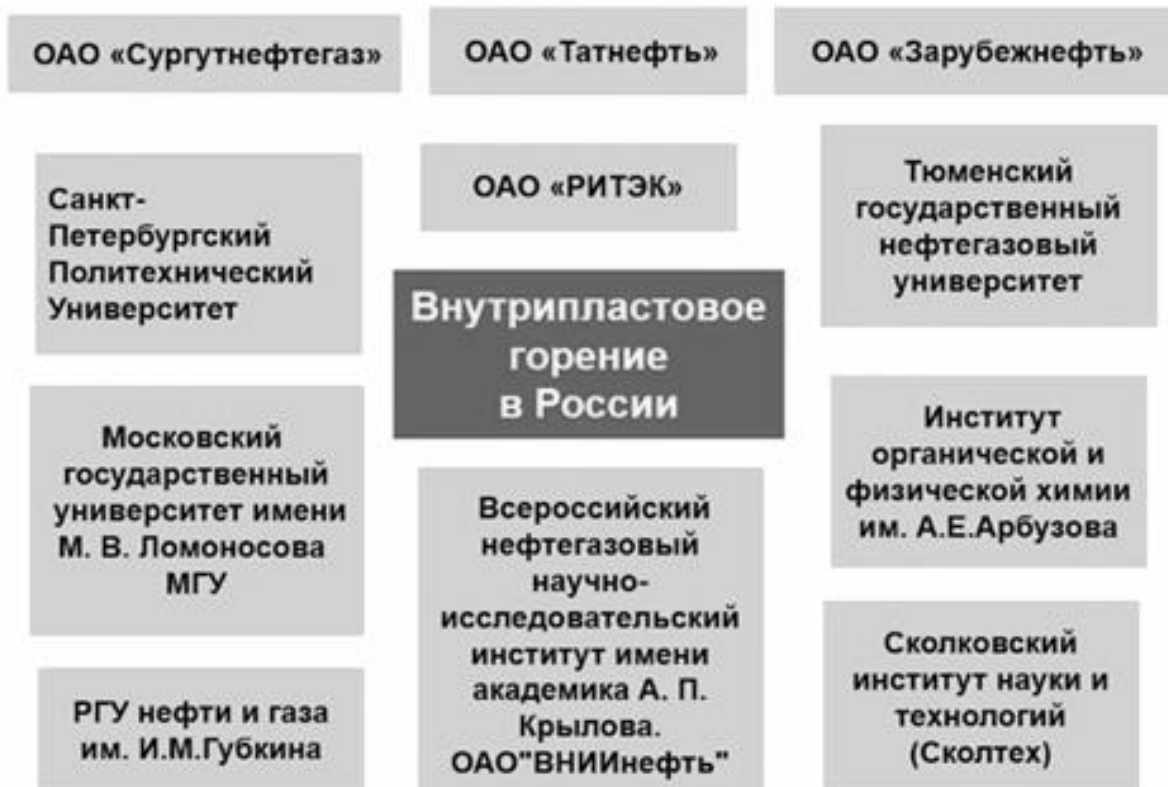 ОАО «Сургутнефтегаз»
ОАО «Татнефть»
ОАО «Зарубежнефть»
Санкт-
Петербургский
Политехнический
Университет
ОАО «РИТЭК»
Тюменский
государственный
нефтегазовый
университет
Внутрипластовое
горение
в России
Московский
государственный
университет имени
М. В. Ломоносова
МГУ
Институт
органической и
физической химии
им. А.Е.Арбузова
Всероссийский
нефтегазовый
научно-
исследовательский
институт имени
академика А. П.
Крылова.
ОАО"ВНИИнефть"
РГУ нефти и газа
им. И.М.Губкина
Сколковский
институт науки и
технологий
(Сколтех)